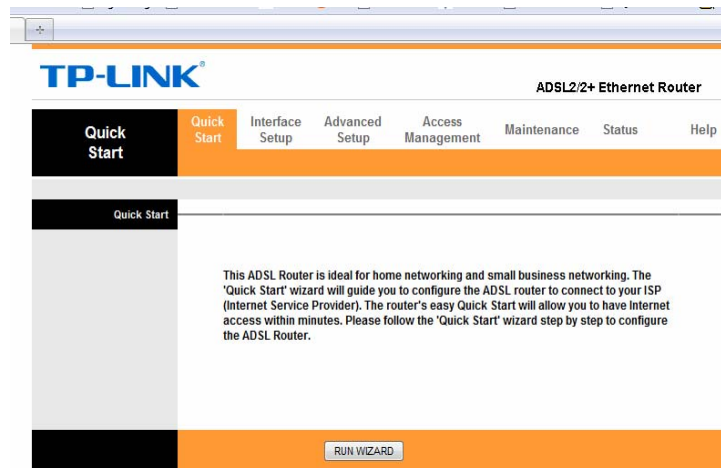 TP-LINK®
ADSL2/2+ Ethernet Router
Quick
Start
Quick
Start
Interface
Setup
Advanced
Setup
Access
Management
Maintenance
Status
Help
Quick Start
This ADSL Router is ideal for home networking and small business networking. The
'Quick Start' wizard will guide you to configure the ADSL router to connect to your ISP
(Internet Service Provider). The router's easy Quick Start will allow you to have Internet
access within minutes. Please follow the 'Quick Start' wizard step by step to configure
the ADSL Router.
RUN WIZARD